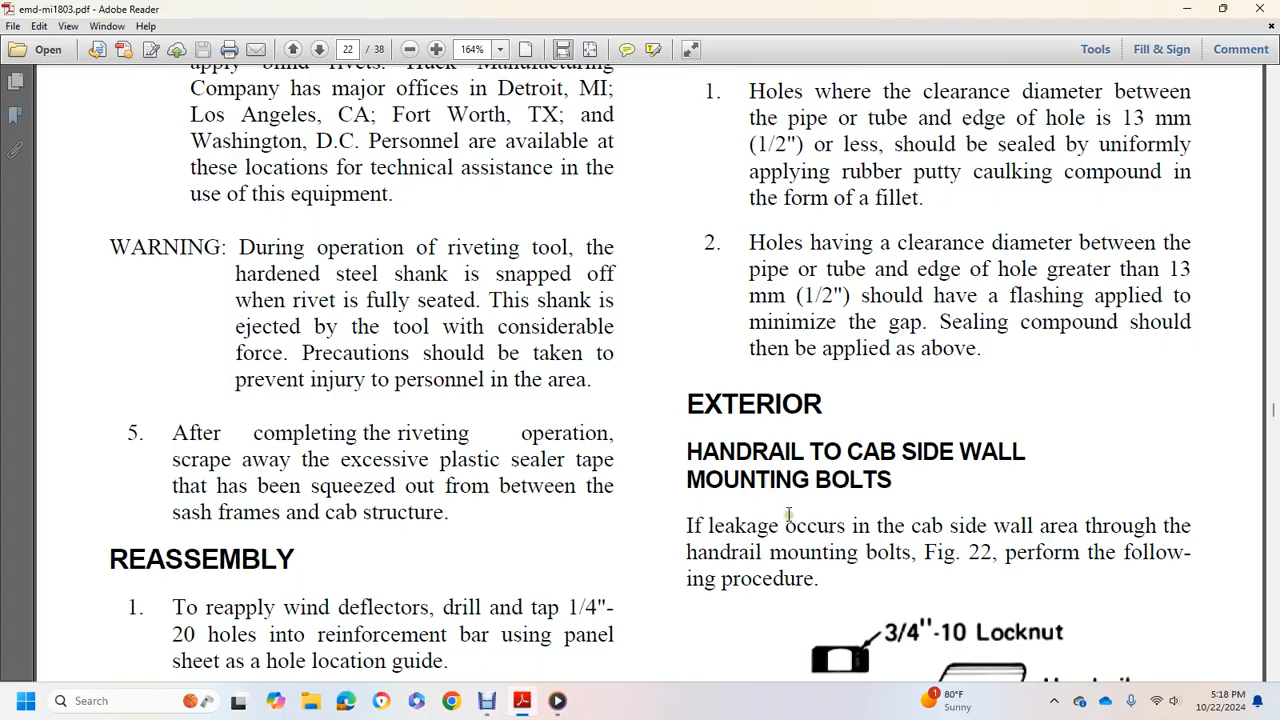 emd-mi1803.pdf - Adobe Reader
File Edit View Window Help
Open
22 / 38
164%
Tools Fill & Sign Comment
apply blind rivets. Huck Manufacturing
Company has major offices in Detroit, MI;
Los Angeles, CA; Fort Worth, TX; and
Washington, D.C. Personnel are available at
these locations for technical assistance in the
use of this equipment.
WARNING: During operation of riveting tool, the
hardened steel shank is snapped off
when rivet is fully seated. This shank is
ejected by the tool with considerable
force. Precautions should be taken to
prevent injury to personnel in the area.
5. After completing the riveting operation,
scrape away the excessive plastic sealer tape
that has been squeezed out from between the
sash frames and cab structure.
REASSEMBLY
1. To reapply wind deflectors, drill and tap 1/4"-
20 holes into reinforcement bar using panel
sheet as a hole location guide.
1. Holes where the clearance diameter between
the pipe or tube and edge of hole is 13 mm
(1/2") or less, should be sealed by uniformly
applying rubber putty caulking compound in
the form of a fillet.
2. Holes having a clearance diameter between the
pipe or tube and edge of hole greater than 13
mm (1/2") should have a flashing applied to
minimize the gap. Sealing compound should
then be applied as above.
EXTERIOR
HANDRAIL TO CAB SIDE WALL
MOUNTING BOLTS
If leakage occurs in the cab side wall area through the
handrail mounting bolts, Fig. 22, perform the follow-
ing procedure.
3/4"-10 Locknut
Search
1
80°F
Sunny
5:18 PM
10/22/2024